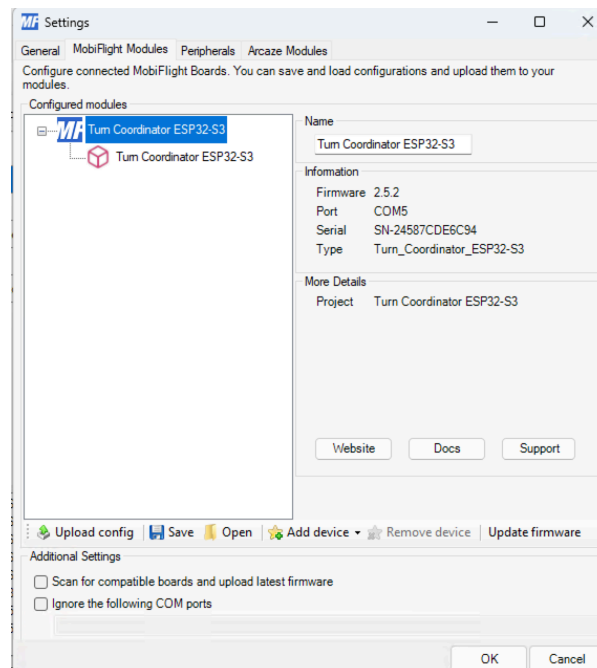 MF Settings
General MobiFlight Modules Peripherals Arcaze Modules
Configure connected MobiFlight Boards. You can save and load configurations and upload them to your
modules.
Configured modules
MF Turn Coordinator ESP32-S3
Turn Coordinator ESP32-S3
Name
Turn Coordinator ESP32-S3
Information
Firmware 2.5.2
Port COM5
Serial SN-24587CDE6C94
Type Turn_Coordinator_ESP32-S3
More Details
Project Turn Coordinator ESP32-S3
Website Docs Support
Upload config Save Open Add device Remove device Update firmware
Additional Settings
Scan for compatible boards and upload latest firmware
Ignore the following COM ports
OK Cancel